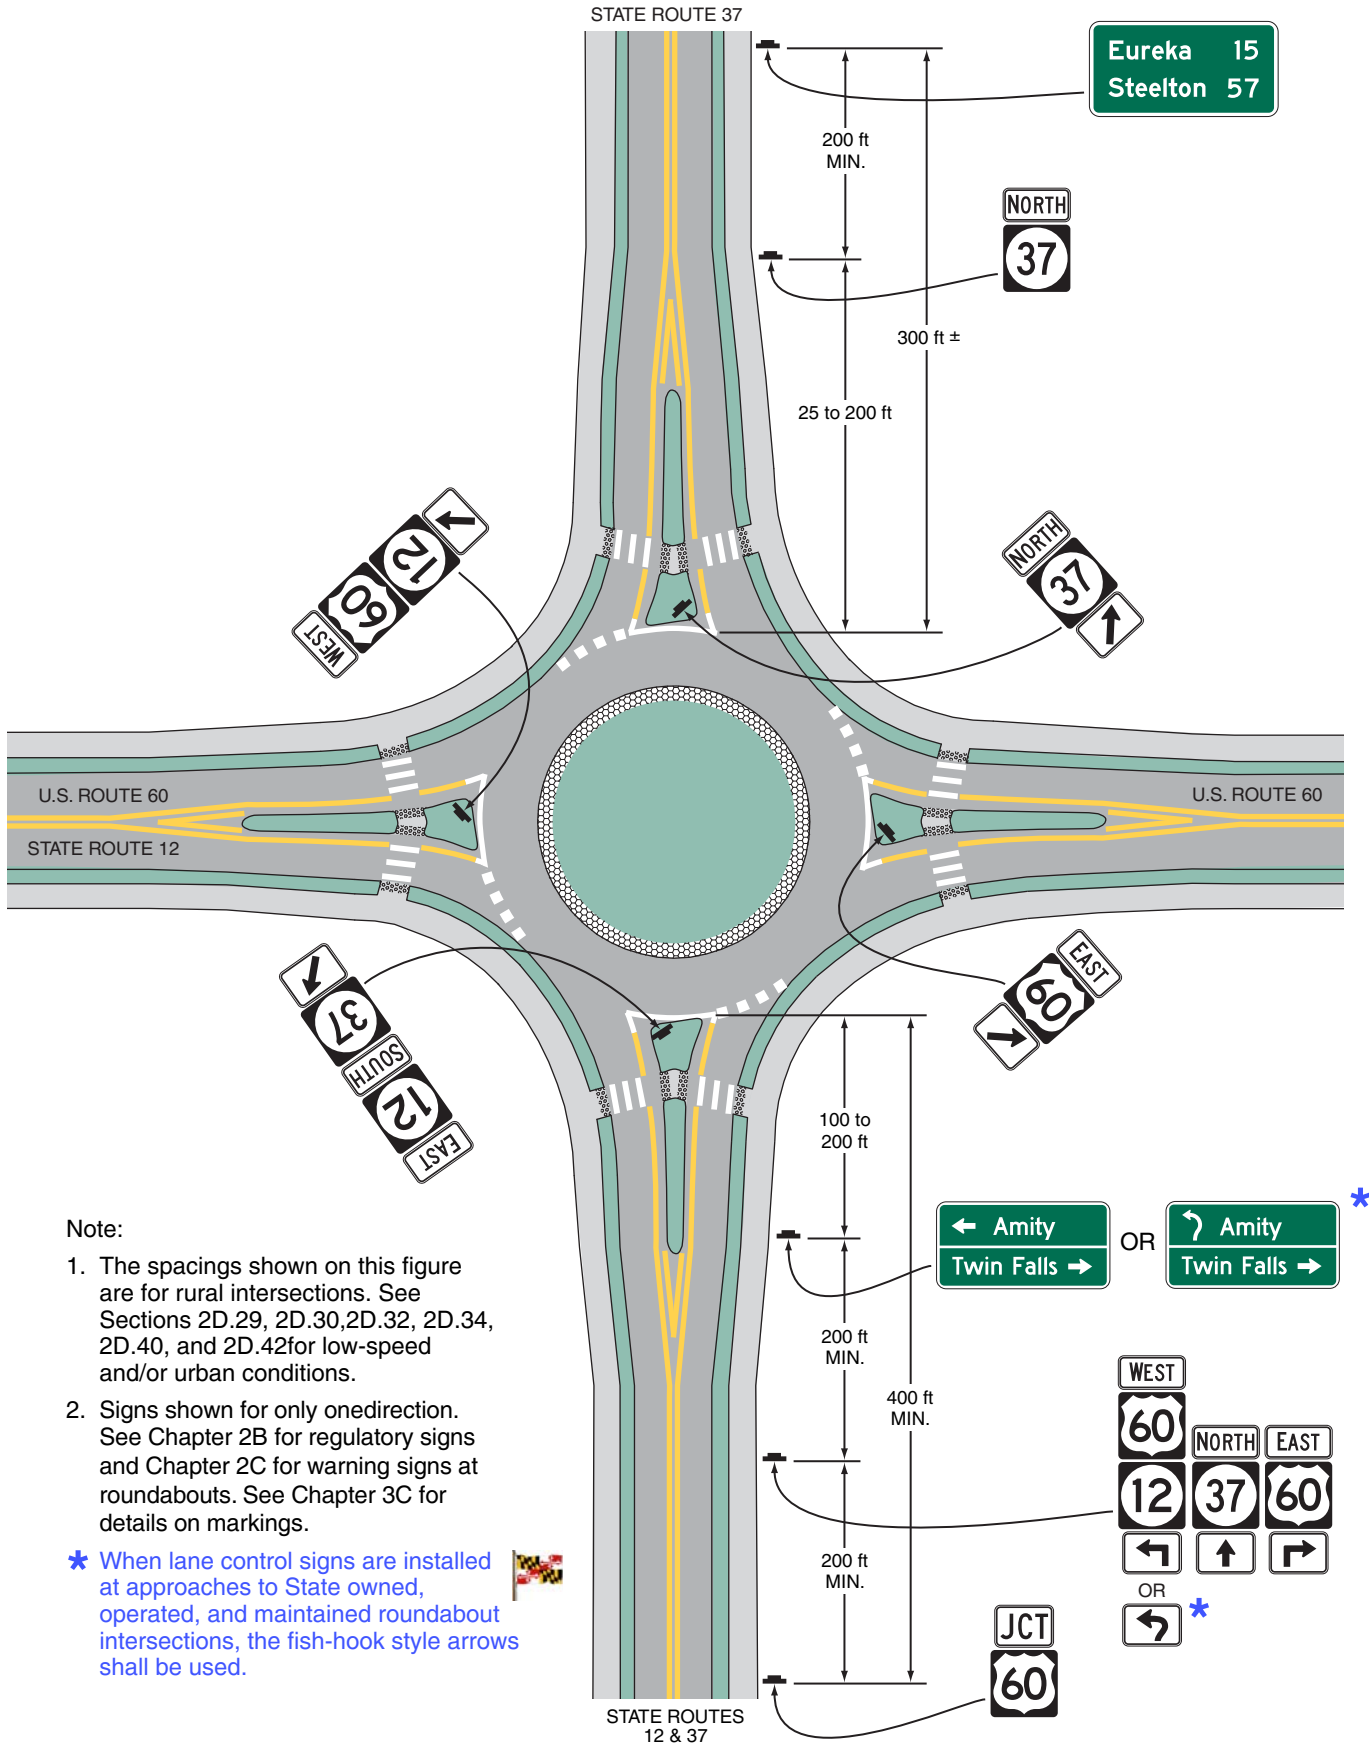 STATE ROUTE 37
Eureka 15
Steelton 57
200 ft
MIN.
NORTH
37
300 ft ±
25 to 200 ft
12
60
WEST
NORTH
37
U.S. ROUTE 60
STATE ROUTE 12
U.S. ROUTE 60
37
SOUTH
12
EAST
EAST
60
100 to
200 ft
Amity
Twin Falls
OR
Amity
Twin Falls
*
200 ft
MIN.
400 ft
MIN.
WEST
60
12
NORTH
37
EAST
60
OR
*
200 ft
MIN.
JCT
60
STATE ROUTES
12 & 37
Note:
1. The spacings shown on this figure
are for rural intersections. See
Sections 2D.29, 2D.30,2D.32, 2D.34,
2D.40, and 2D.42for low-speed
and/or urban conditions.
2. Signs shown for only onedirection.
See Chapter 2B for regulatory signs
and Chapter 2C for warning signs at
roundabouts. See Chapter 3C for
details on markings.
* When lane control signs are installed
at approaches to State owned,
operated, and maintained roundabout
intersections, the fish-hook style arrows
shall be used.